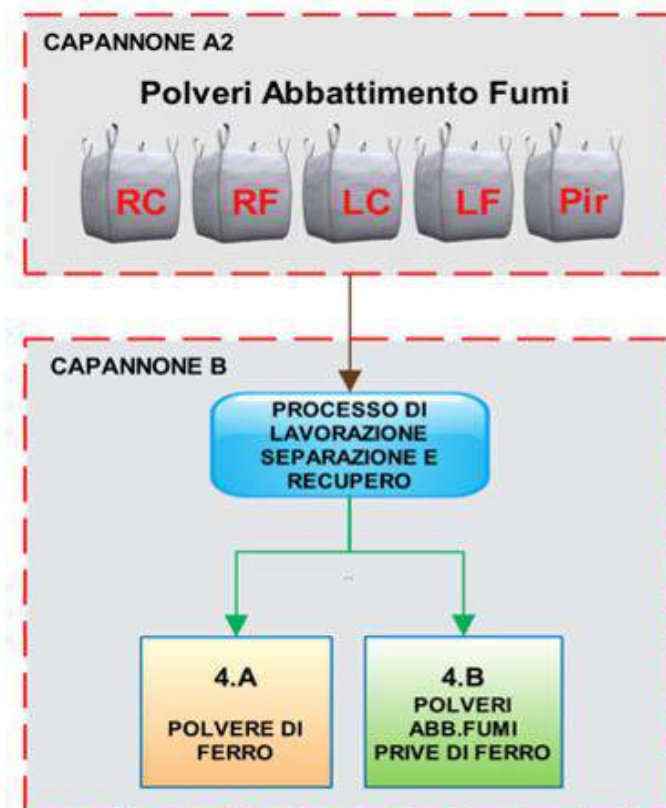 CAPANNONE A2
Polveri Abbattimento Fumi
RC RF LC LF Pir
CAPANNONE B
PROCESSO DI
LAVORAZIONE
SEPARAZIONE E
RECUPERO
..
4.A
POLVERE DI
FERRO
4.B
POLVERI
ABB.FUMI
PRIVE DI FERRO